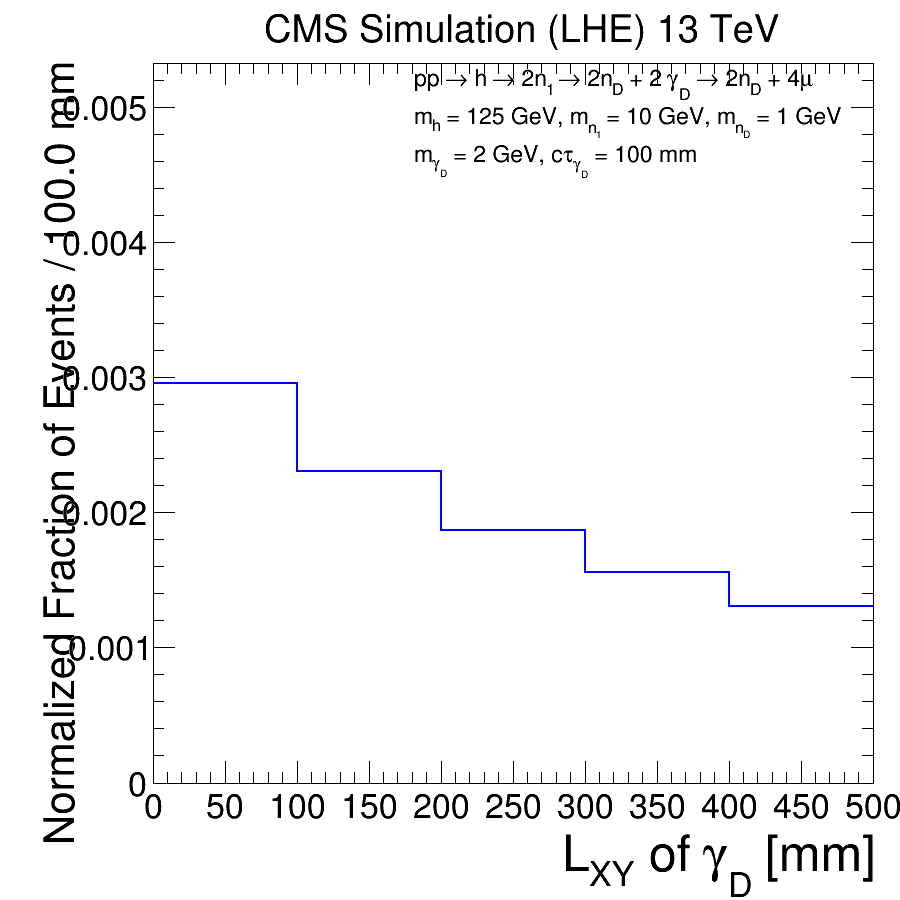 CMS Simulation (LHE) 13 TeV
pp → h → 2n₁ → 2n_D + 2 γ_D → 2n_D + 4μ
m_h = 125 GeV, m_n₁ = 10 GeV, m_n_D = 1 GeV
m_γ_D = 2 GeV, cτ_γ_D = 100 mm
Normalized Fraction of Events / 100.0 mm
0.005
0.004
0.003
0.002
0.001
0
0 50 100 150 200 250 300 350 400 450 500
L_XY of γ_D [mm]